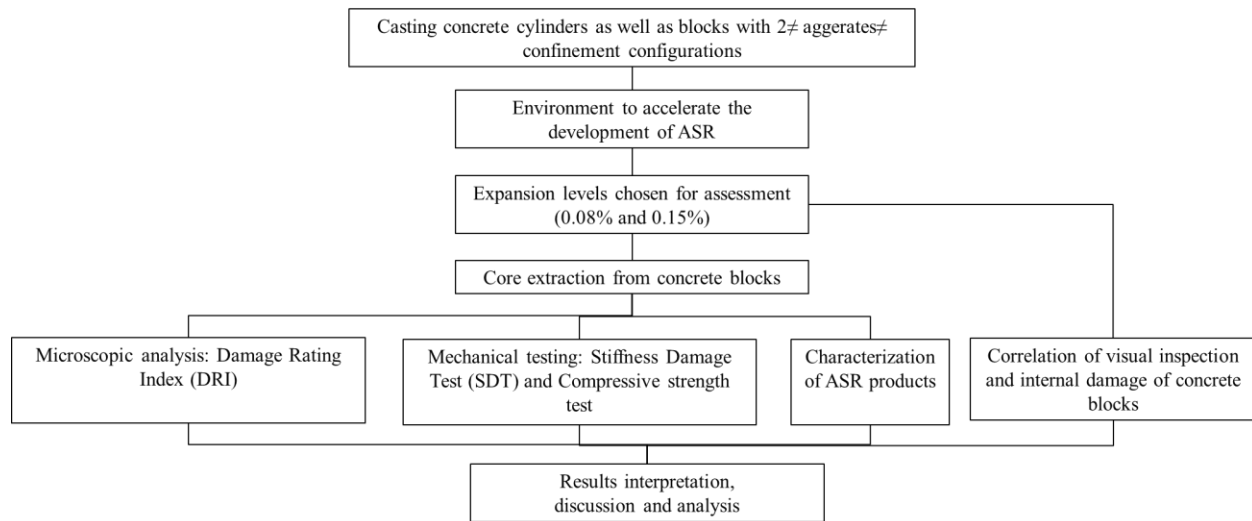 Casting concrete cylinders as well as blocks with 2≠ aggerates≠
confinement configurations
Environment to accelerate the
development of ASR
Expansion levels chosen for assessment
(0.08% and 0.15%)
Core extraction from concrete blocks
Microscopic analysis: Damage Rating
Index (DRI)
Mechanical testing: Stiffness Damage
Test (SDT) and Compressive strength
test
Characterization
of ASR products
Correlation of visual inspection
and internal damage of concrete
blocks
Results interpretation,
discussion and analysis